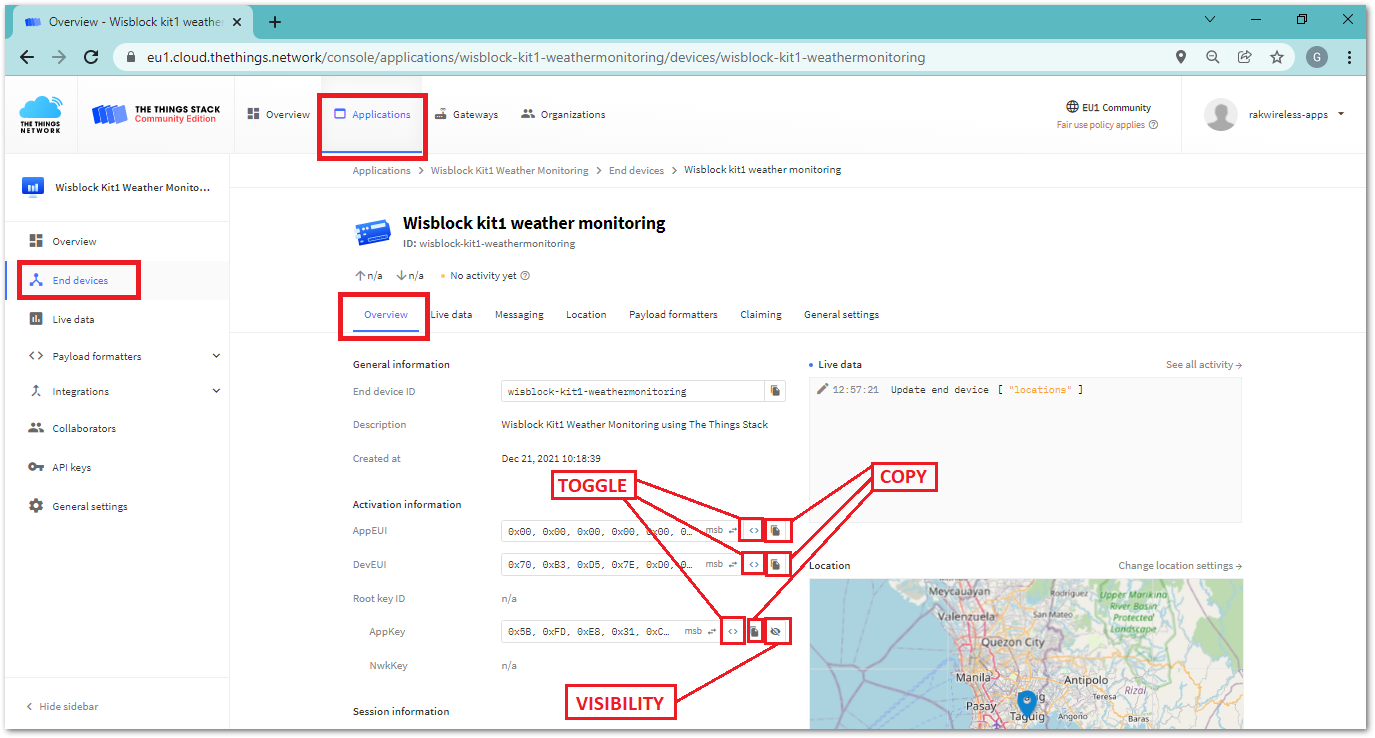 Overview - Wisblock kit1 weathe
eu1.cloud.thethings.network/console/applications/wisblock-kit1-weathermonitoring/devices/wisblock-kit1-weathermonitoring
G
THE THINGS
NETWORK
THE THINGS STACK
Community Edition
Overview
Applications
Gateways
Organizations
EU1 Community
Fair use policy applies
rakwireless-apps
Wisblock Kit1 Weather Monito...
Overview
End devices
Live data
Payload formatters
Integrations
Collaborators
API keys
General settings
Hide sidebar
Applications > Wisblock Kit1 Weather Monitoring > End devices > Wisblock kit1 weather monitoring
Wisblock kit1 weather monitoring
ID: wisblock-kit1-weathermonitoring
↑ n/a ↓ n/a • No activity yet
Overview Live data Messaging Location Payload formatters Claiming General settings
General information
End device ID wisblock-kit1-weathermonitoring
Description Wisblock Kit1 Weather Monitoring using The Things Stack
Created at Dec 21, 2021 10:18:39
TOGGLE
COPY
Activation information
AppEUI 0x00, 0x00, 0x00, 0x00, 0x00, 0… msb <>
DevEUI 0x70, 0xB3, 0xD5, 0x7E, 0xD0, 0… msb <>
Root key ID n/a
AppKey 0x5B, 0xFD, 0xE8, 0x31, 0xC… msb <>
NwkKey n/a
VISIBILITY
Session information
• Live data See all activity →
12:57:21 Update end device [ "locations" ]
Location Change location settings →
Meycauayan
Rodriguez
Upper Marikina
River Basin
Protected
Landscape
Valenzuela
San Mateo
Quezon City
Manila
Antipolo
Pasay
Taguig
Teresa
Rizal
Angono
Baras